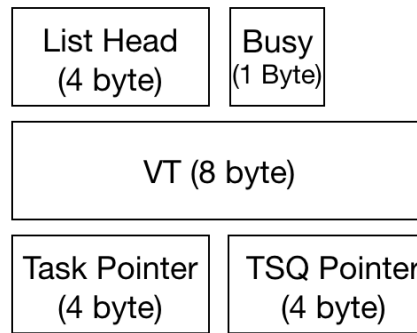 List Head
(4 byte)
Busy
(1 Byte)
VT (8 byte)
Task Pointer
(4 byte)
TSQ Pointer
(4 byte)